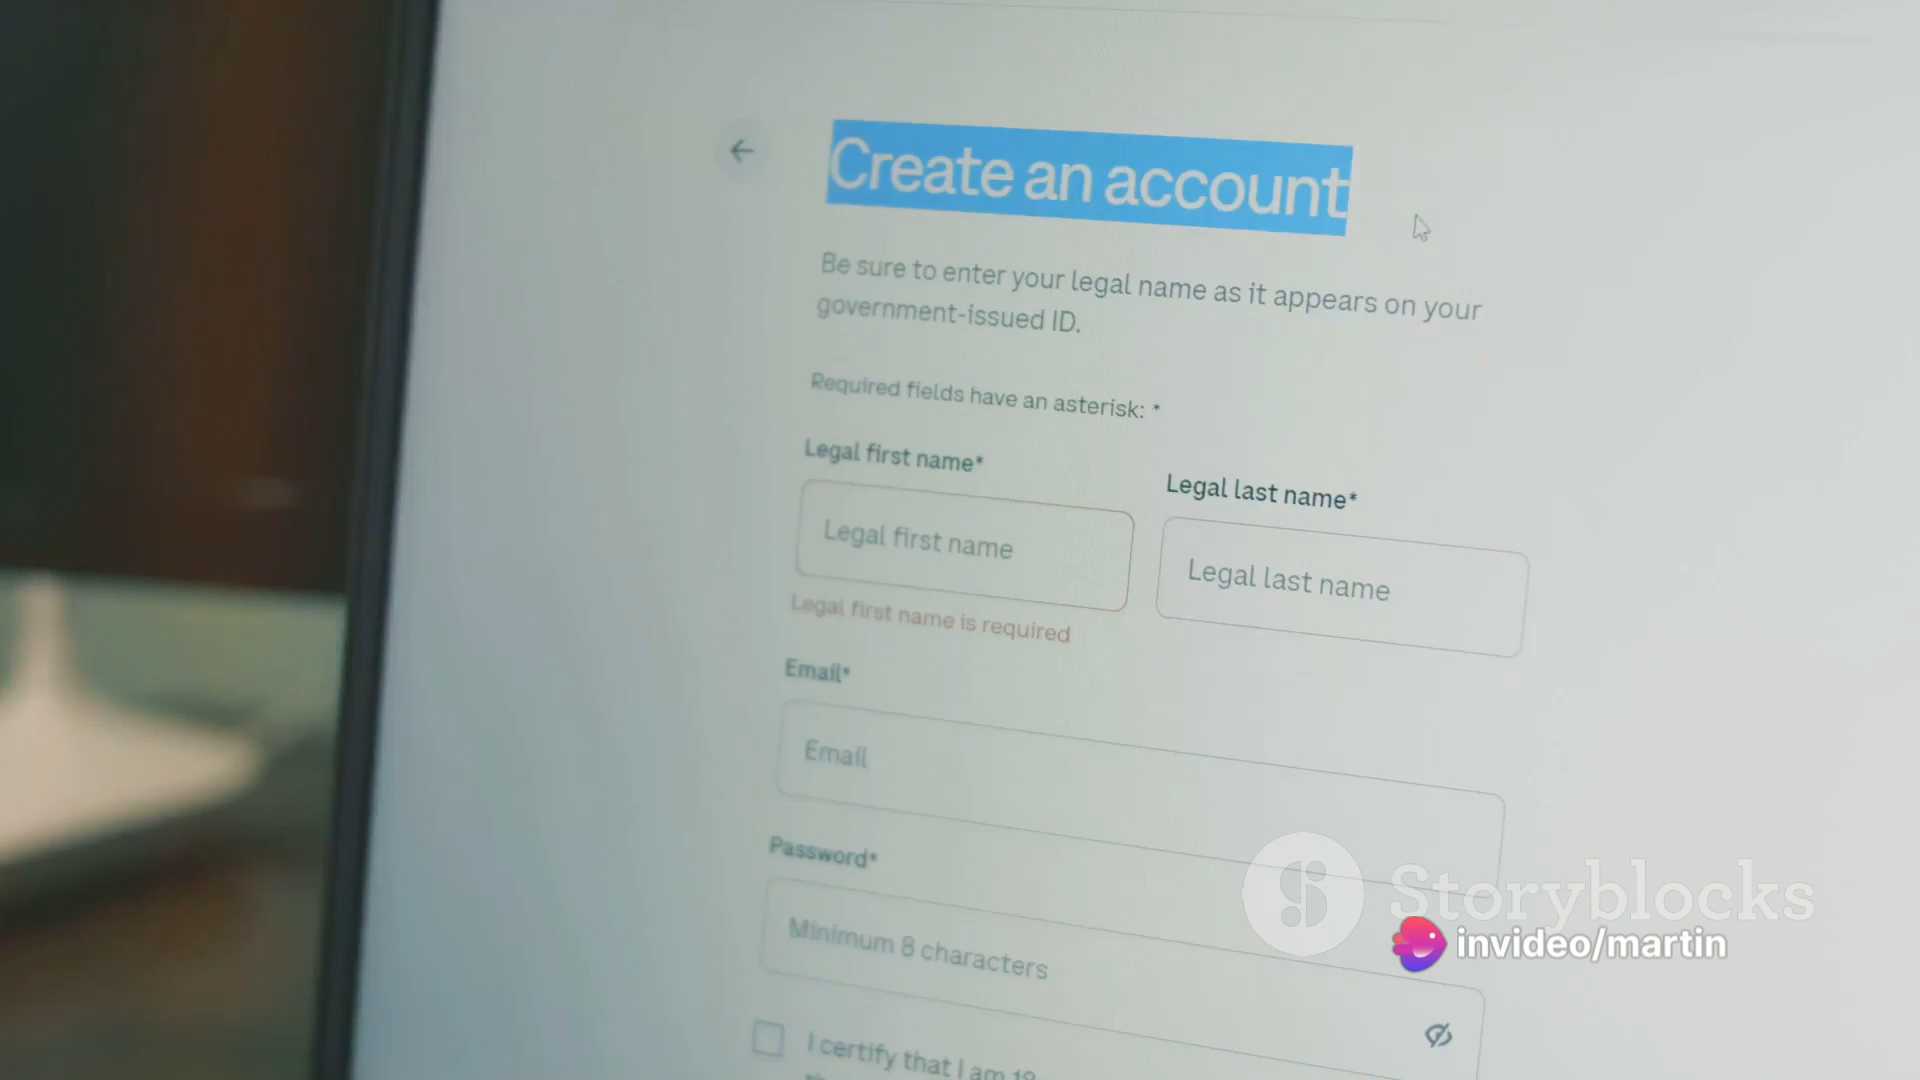 Create an account
Be sure to enter your legal name as it appears on your
government-issued ID.
Required fields have an asterisk: *
Legal first name*
Legal last name*
Legal first name
Legal last name
Legal first name is required
Email*
Email
Password*
Minimum 8 characters
I certify that I am 18
Storyblocks
invideo/martin